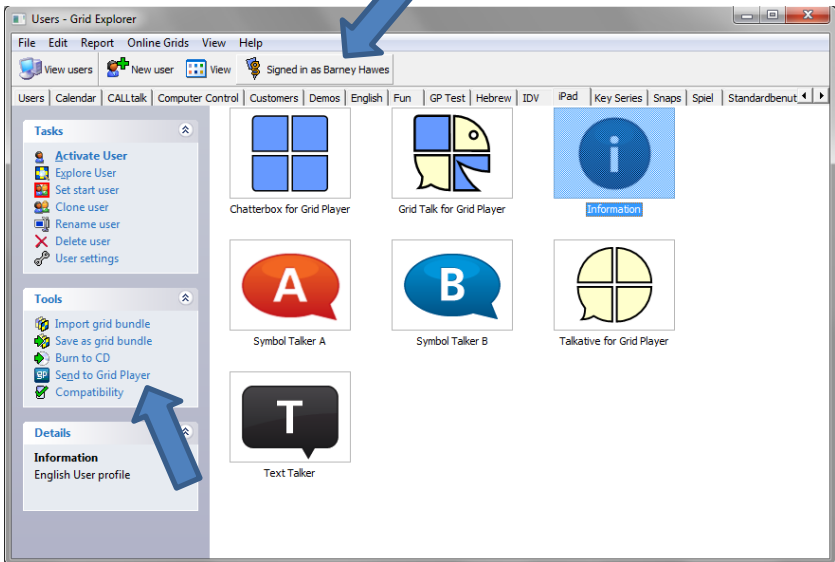 Users - Grid Explorer
File Edit Report Online Grids View Help
View users New user View Signed in as Barney Hawes
Users Calendar CALLtalk Computer Control Customers Demos English Fun GP Test Hebrew IDV iPad Key Series Snaps Spiel Standardbenut
Tasks
Activate User
Explore User
Set start user
Clone user
Rename user
Delete user
User settings
Tools
Import grid bundle
Save as grid bundle
Burn to CD
Send to Grid Player
Compatibility
Details
Information
English User profile
Chatterbox for Grid Player
Grid Talk for Grid Player
i
Information
A
Symbol Talker A
B
Symbol Talker B
Talkative for Grid Player
T
Text Talker
gp